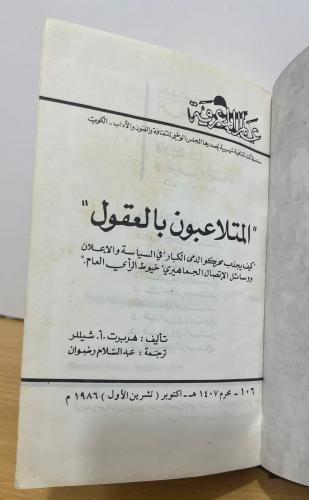 عالم المعرفة
سلسلة كتب ثقافية شهرية يصدرها المجلس الوطني للثقافة والفنون والآداب - الكويت
"المتلاعبون بالعقول"
"كيف يجذب محركو الدمى الكبار في السياسة والاعلان
ووسائل الاتصال الجماهيري خيوط الرأي العام."
تأليف: هربرت. أ. شيللر
ترجمة: عبد السلام رضوان
١٠٦ - محرم ١٤٠٧ هـ - اكتوبر (تشرين الأول) ١٩٨٦ م